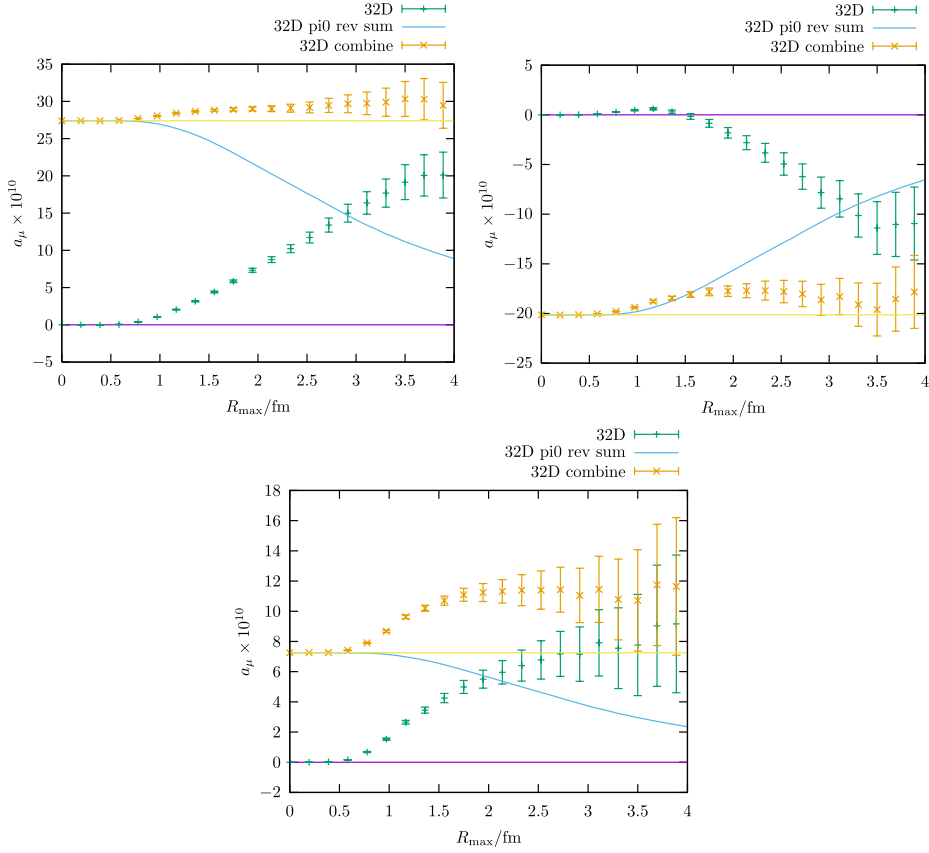 32D
32D pi0 rev sum
32D combine
35
30
25
20
15
10
5
0
−5
0 0.5 1 1.5 2 2.5 3 3.5 4
a_μ × 10^10
R_max/fm
32D
32D pi0 rev sum
32D combine
5
0
−5
−10
−15
−20
−25
0 0.5 1 1.5 2 2.5 3 3.5 4
a_μ × 10^10
R_max/fm
32D
32D pi0 rev sum
32D combine
18
16
14
12
10
8
6
4
2
0
−2
0 0.5 1 1.5 2 2.5 3 3.5 4
a_μ × 10^10
R_max/fm